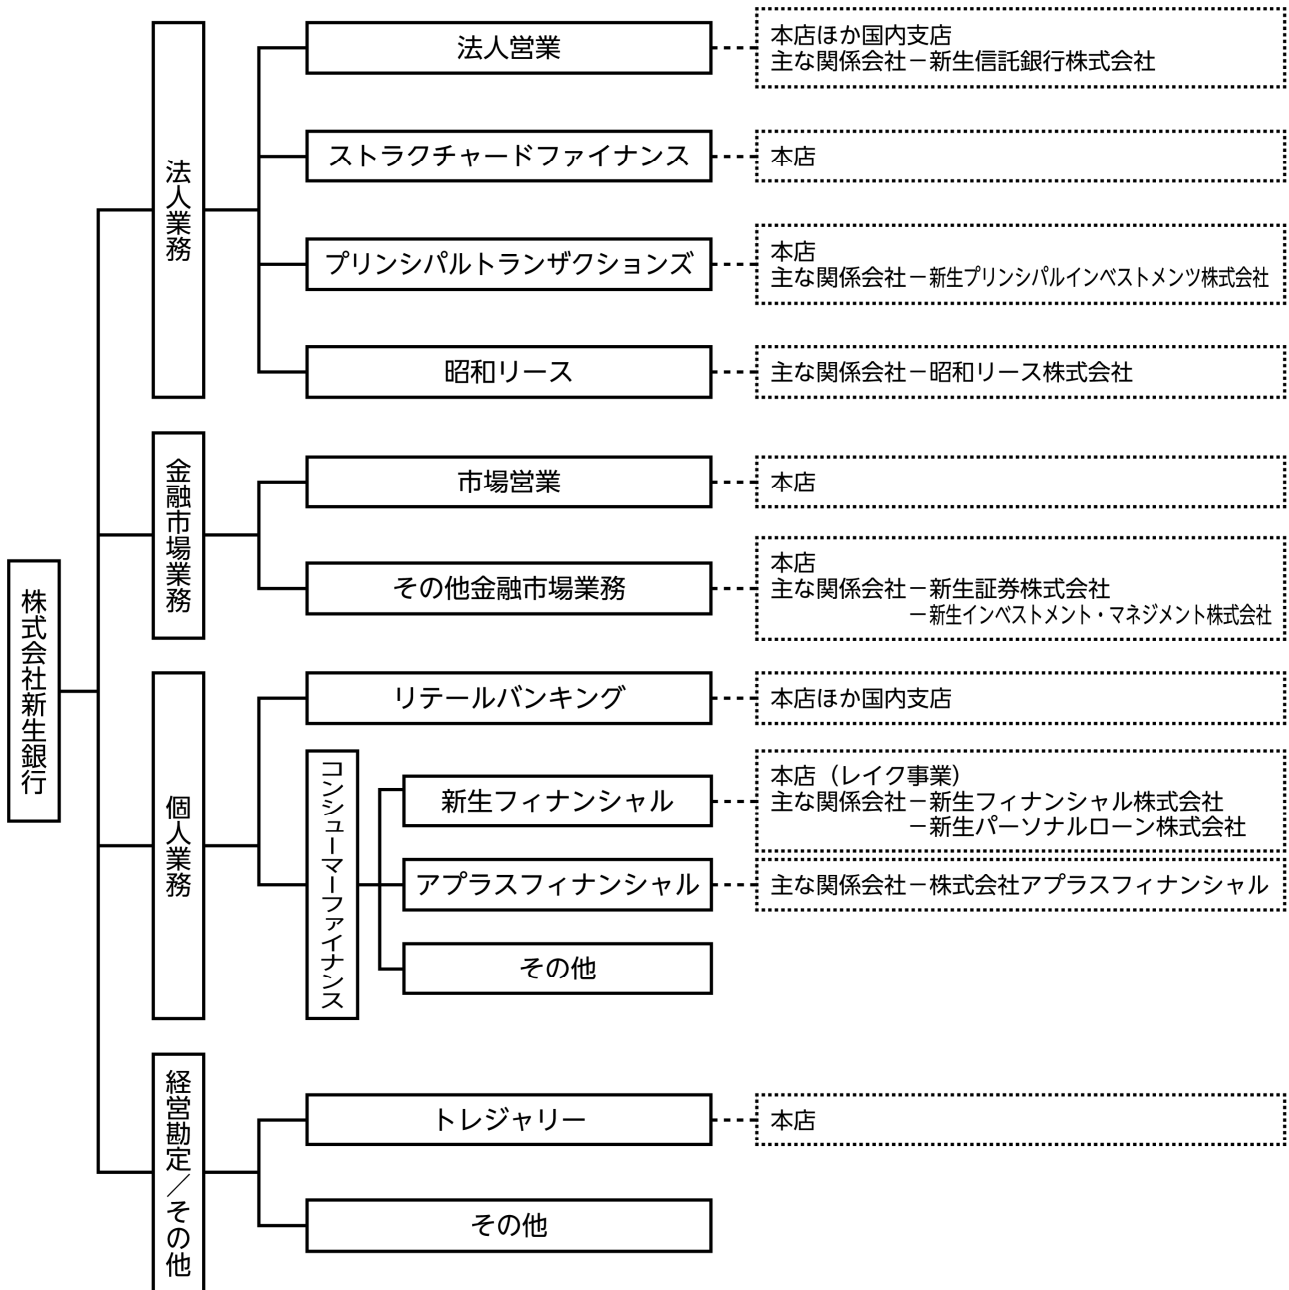 株式会社新生銀行
法人業務
法人営業
本店ほか国内支店
主な関係会社－新生信託銀行株式会社
ストラクチャードファイナンス
本店
プリンシパルトランザクションズ
本店
主な関係会社－新生プリンシパルインベストメンツ株式会社
昭和リース
主な関係会社－昭和リース株式会社
金融市場業務
市場営業
本店
その他金融市場業務
本店
主な関係会社－新生証券株式会社
－新生インベストメント・マネジメント株式会社
個人業務
リテールバンキング
本店ほか国内支店
コンシューマーファイナンス
新生フィナンシャル
本店（レイク事業）
主な関係会社－新生フィナンシャル株式会社
－新生パーソナルローン株式会社
アプラスフィナンシャル
主な関係会社－株式会社アプラスフィナンシャル
その他
経営勘定／その他
トレジャリー
本店
その他